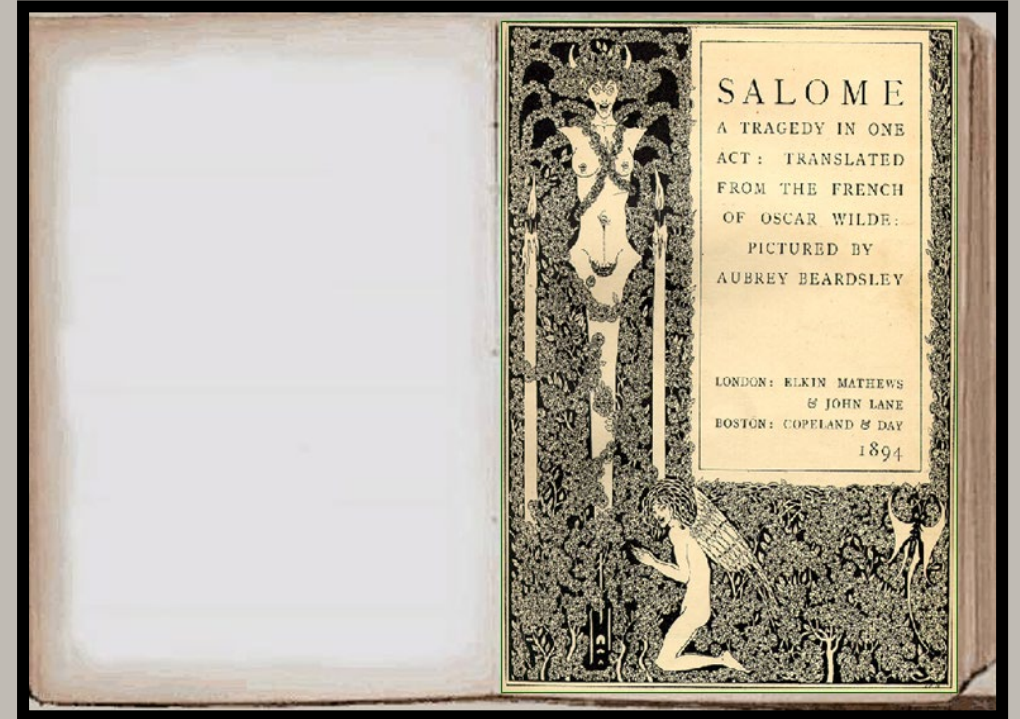 SALOME
A TRAGEDY IN ONE
ACT: TRANSLATED
FROM THE FRENCH
OF OSCAR WILDE:
PICTURED BY
AUBREY BEARDSLEY
LONDON: ELKIN MATHEWS
& JOHN LANE
BOSTON: COPELAND & DAY
1894